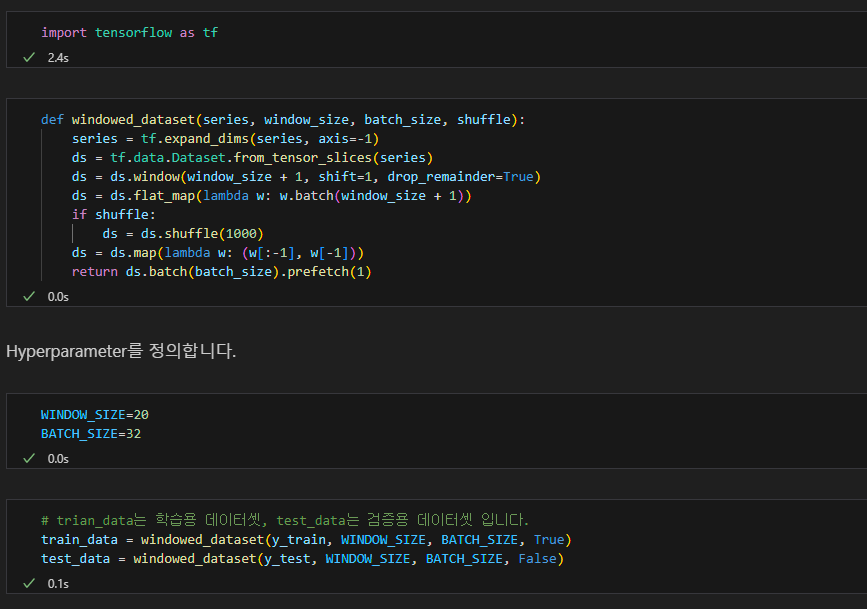 import tensorflow as tf
2.4s
def windowed_dataset(series, window_size, batch_size, shuffle):
series = tf.expand_dims(series, axis=-1)
ds = tf.data.Dataset.from_tensor_slices(series)
ds = ds.window(window_size + 1, shift=1, drop_remainder=True)
ds = ds.flat_map(lambda w: w.batch(window_size + 1))
if shuffle:
ds = ds.shuffle(1000)
ds = ds.map(lambda w: (w[:-1], w[-1]))
return ds.batch(batch_size).prefetch(1)
0.0s
Hyperparameter를 정의합니다.
WINDOW_SIZE=20
BATCH_SIZE=32
0.0s
# trian_data는 학습용 데이터셋, test_data는 검증용 데이터셋 입니다.
train_data = windowed_dataset(y_train, WINDOW_SIZE, BATCH_SIZE, True)
test_data = windowed_dataset(y_test, WINDOW_SIZE, BATCH_SIZE, False)
0.1s